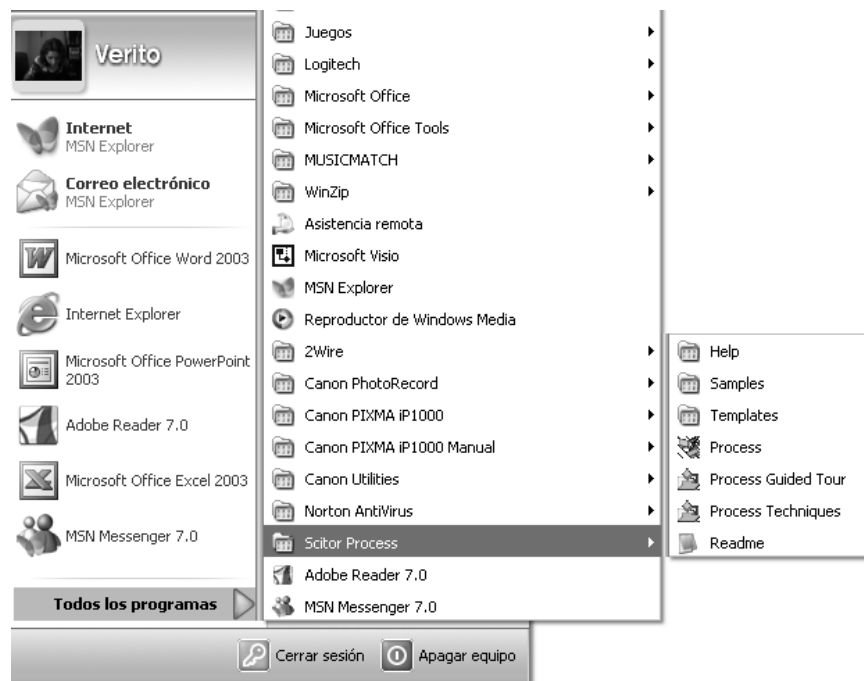 Verito
Internet
MSN Explorer
Correo electrónico
MSN Explorer
Microsoft Office Word 2003
Internet Explorer
Microsoft Office PowerPoint
2003
Adobe Reader 7.0
Microsoft Office Excel 2003
MSN Messenger 7.0
Todos los programas
Juegos
Logitech
Microsoft Office
Microsoft Office Tools
MUSICMATCH
WinZip
Asistencia remota
Microsoft Visio
MSN Explorer
Reproductor de Windows Media
2Wire
Canon PhotoRecord
Canon PIXMA iP1000
Canon PIXMA iP1000 Manual
Canon Utilities
Norton AntiVirus
Scitor Process
Adobe Reader 7.0
MSN Messenger 7.0
Help
Samples
Templates
Process
Process Guided Tour
Process Techniques
Readme
Cerrar sesión
Apagar equipo